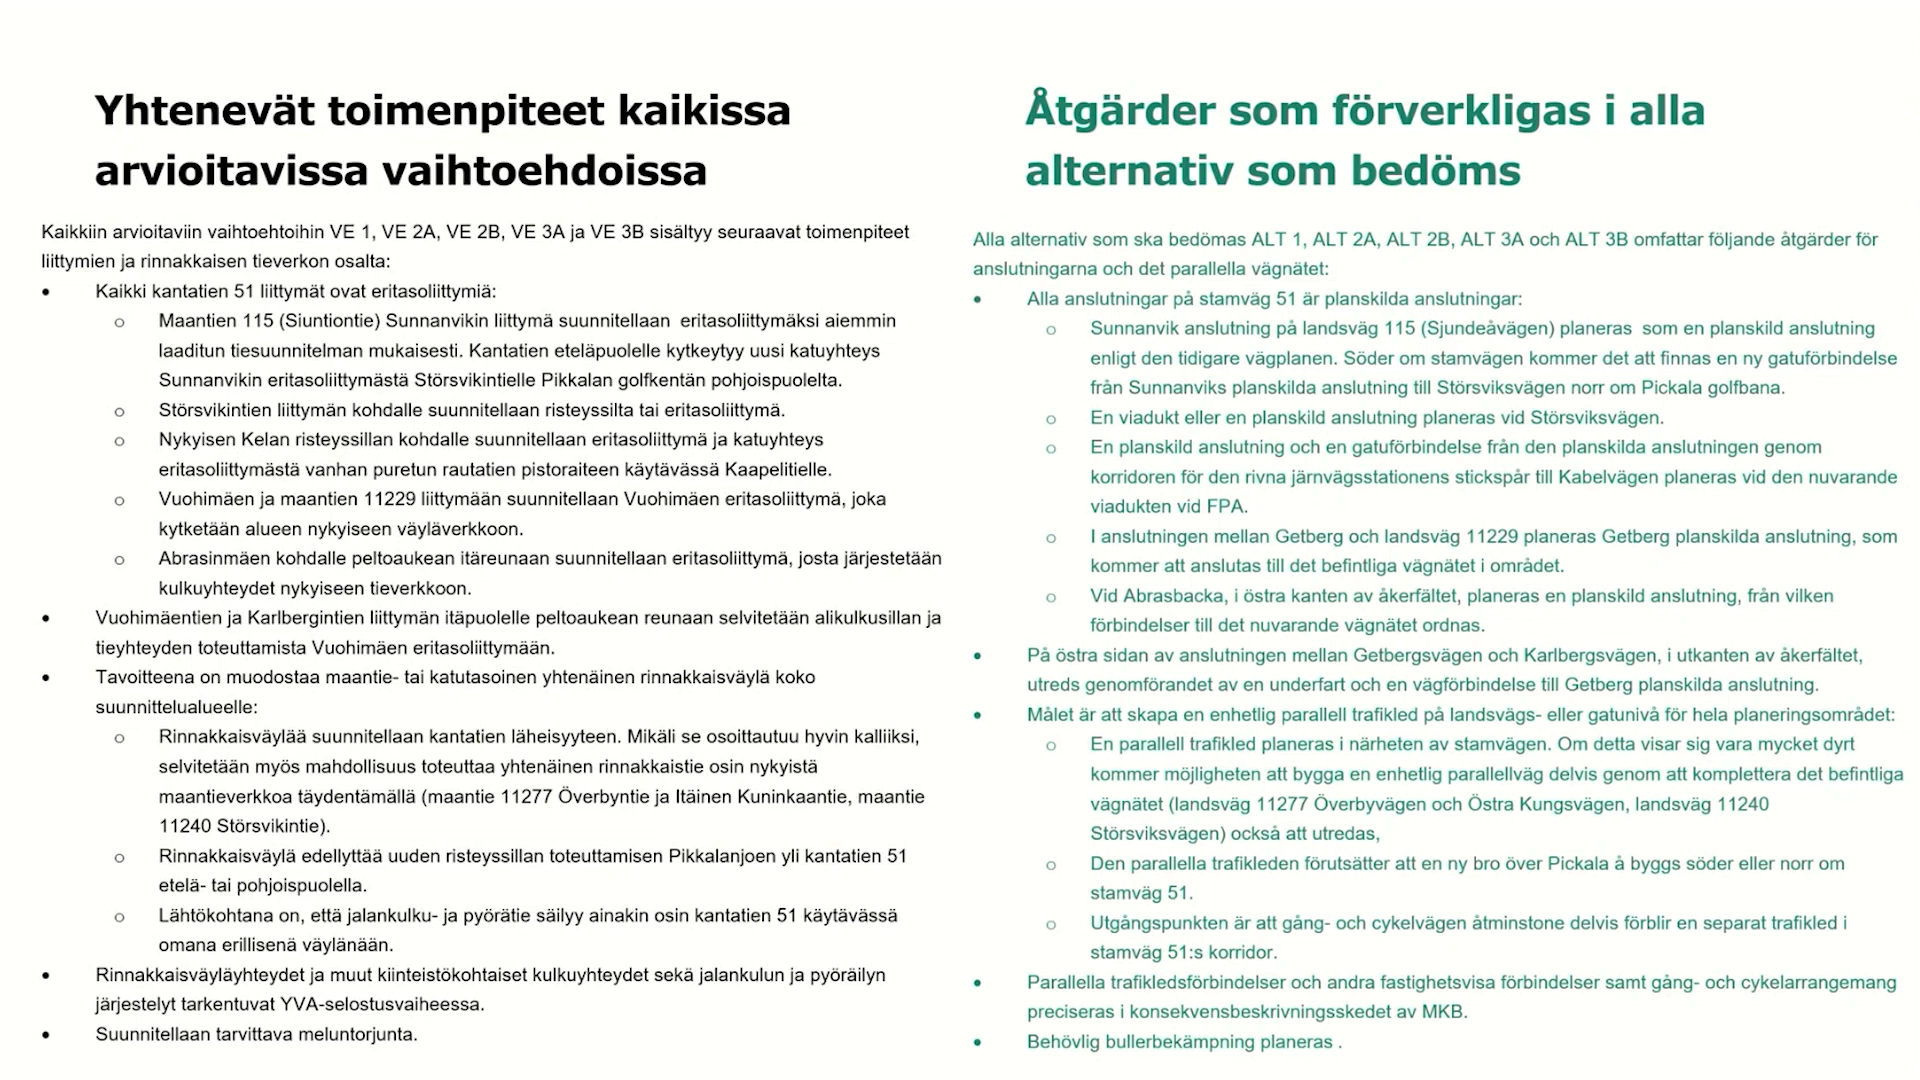 Yhtenevät toimenpiteet kaikissa
arvioitavissa vaihtoehdoissa
Kaikkiin arvioitaviin vaihtoehtoihin VE 1, VE 2A, VE 2B, VE 3A ja VE 3B sisältyy seuraavat toimenpiteet
liittymien ja rinnakkaisen tieverkon osalta:
• Kaikki kantatien 51 liittymät ovat eritasoliittymiä:
o Maantien 115 (Siuntiontie) Sunnanvikin liittymä suunnitellaan eritasoliittymäksi aiemmin
laaditun tiesuunnitelman mukaisesti. Kantatien eteläpuolelle kytkeytyy uusi katuyhteys
Sunnanvikin eritasoliittymästä Störsvikintielle Pikkalan golfkentän pohjoispuolelta.
o Störsvikintien liittymän kohdalle suunnitellaan risteyssilta tai eritasoliittymä.
o Nykyisen Kelan risteyssillan kohdalle suunnitellaan eritasoliittymä ja katuyhteys
eritasoliittymästä vanhan puretun rautatien pistoraiteen käytävässä Kaapelitielle.
o Vuohimäen ja maantien 11229 liittymään suunnitellaan Vuohimäen eritasoliittymä, joka
kytketään alueen nykyiseen väyläverkkoon.
o Abrasinmäen kohdalle peltoaukean itäreunaan suunnitellaan eritasoliittymä, josta järjestetään
kulkuyhteydet nykyiseen tieverkkoon.
• Vuohimäentien ja Karlbergintien liittymän itäpuolelle peltoaukean reunaan selvitetään alikulkusillan ja
tieyhteyden toteuttamista Vuohimäen eritasoliittymään.
• Tavoitteena on muodostaa maantie- tai katutasoinen yhtenäinen rinnakkaisväylä koko
suunnittelualueelle:
o Rinnakkaisväylää suunnitellaan kantatien läheisyyteen. Mikäli se osoittautuu hyvin kalliiksi,
selvitetään myös mahdollisuus toteuttaa yhtenäinen rinnakkaistie osin nykyistä
maantieverkkoa täydentämällä (maantie 11277 Överbyntie ja Itäinen Kuninkaantie, maantie
11240 Störsvikintie).
o Rinnakkaisväylä edellyttää uuden risteyssillan toteuttamisen Pikkalanjoen yli kantatien 51
etelä- tai pohjoispuolella.
o Lähtökohtana on, että jalankulku- ja pyörätie säilyy ainakin osin kantatien 51 käytävässä
omana erillisenä väylänään.
• Rinnakkaisväyläyhteydet ja muut kiinteistökohtaiset kulkuyhteydet sekä jalankulun ja pyöräilyn
järjestelyt tarkentuvat YVA-selostusvaiheessa.
• Suunnitellaan tarvittava meluntorjunta.
Åtgärder som förverkligas i alla
alternativ som bedöms
Alla alternativ som ska bedömas ALT 1, ALT 2A, ALT 2B, ALT 3A och ALT 3B omfattar följande åtgärder för
anslutningarna och det parallella vägnätet:
• Alla anslutningar på stamväg 51 är planskilda anslutningar:
o Sunnanvik anslutning på landsväg 115 (Sjundeåvägen) planeras som en planskild anslutning
enligt den tidigare vägplanen. Söder om stamvägen kommer det att finnas en ny gatuförbindelse
från Sunnanviks planskilda anslutning till Störsviksvägen norr om Pickala golfbana.
o En viadukt eller en planskild anslutning planeras vid Störsviksvägen.
o En planskild anslutning och en gatuförbindelse från den planskilda anslutningen genom
korridoren för den rivna järnvägsstationens stickspår till Kabelvägen planeras vid den nuvarande
viadukten vid FPA.
o I anslutningen mellan Getberg och landsväg 11229 planeras Getberg planskilda anslutning, som
kommer att anslutas till det befintliga vägnätet i området.
o Vid Abrasbacka, i östra kanten av åkerfältet, planeras en planskild anslutning, från vilken
förbindelser till det nuvarande vägnätet ordnas.
• På östra sidan av anslutningen mellan Getbergsvägen och Karlbergsvägen, i utkanten av åkerfältet,
utreds genomförandet av en underfart och en vägförbindelse till Getberg planskilda anslutning.
• Målet är att skapa en enhetlig parallell trafikled på landsvägs- eller gatunivå för hela planeringsområdet:
o En parallell trafikled planeras i närheten av stamvägen. Om detta visar sig vara mycket dyrt
kommer möjligheten att bygga en enhetlig parallellväg delvis genom att komplettera det befintliga
vägnätet (landsväg 11277 Överbyvägen och Östra Kungsvägen, landsväg 11240
Störsviksvägen) också att utredas,
o Den parallella trafikleden förutsätter att en ny bro över Pickala å byggs söder eller norr om
stamväg 51.
o Utgångspunkten är att gång- och cykelvägen åtminstone delvis förblir en separat trafikled i
stamväg 51:s korridor.
• Parallella trafikledsförbindelser och andra fastighetsvisa förbindelser samt gång- och cykelarrangemang
preciseras i konsekvensbeskrivningsskedet av MKB.
• Behövlig bullerbekämpning planeras .